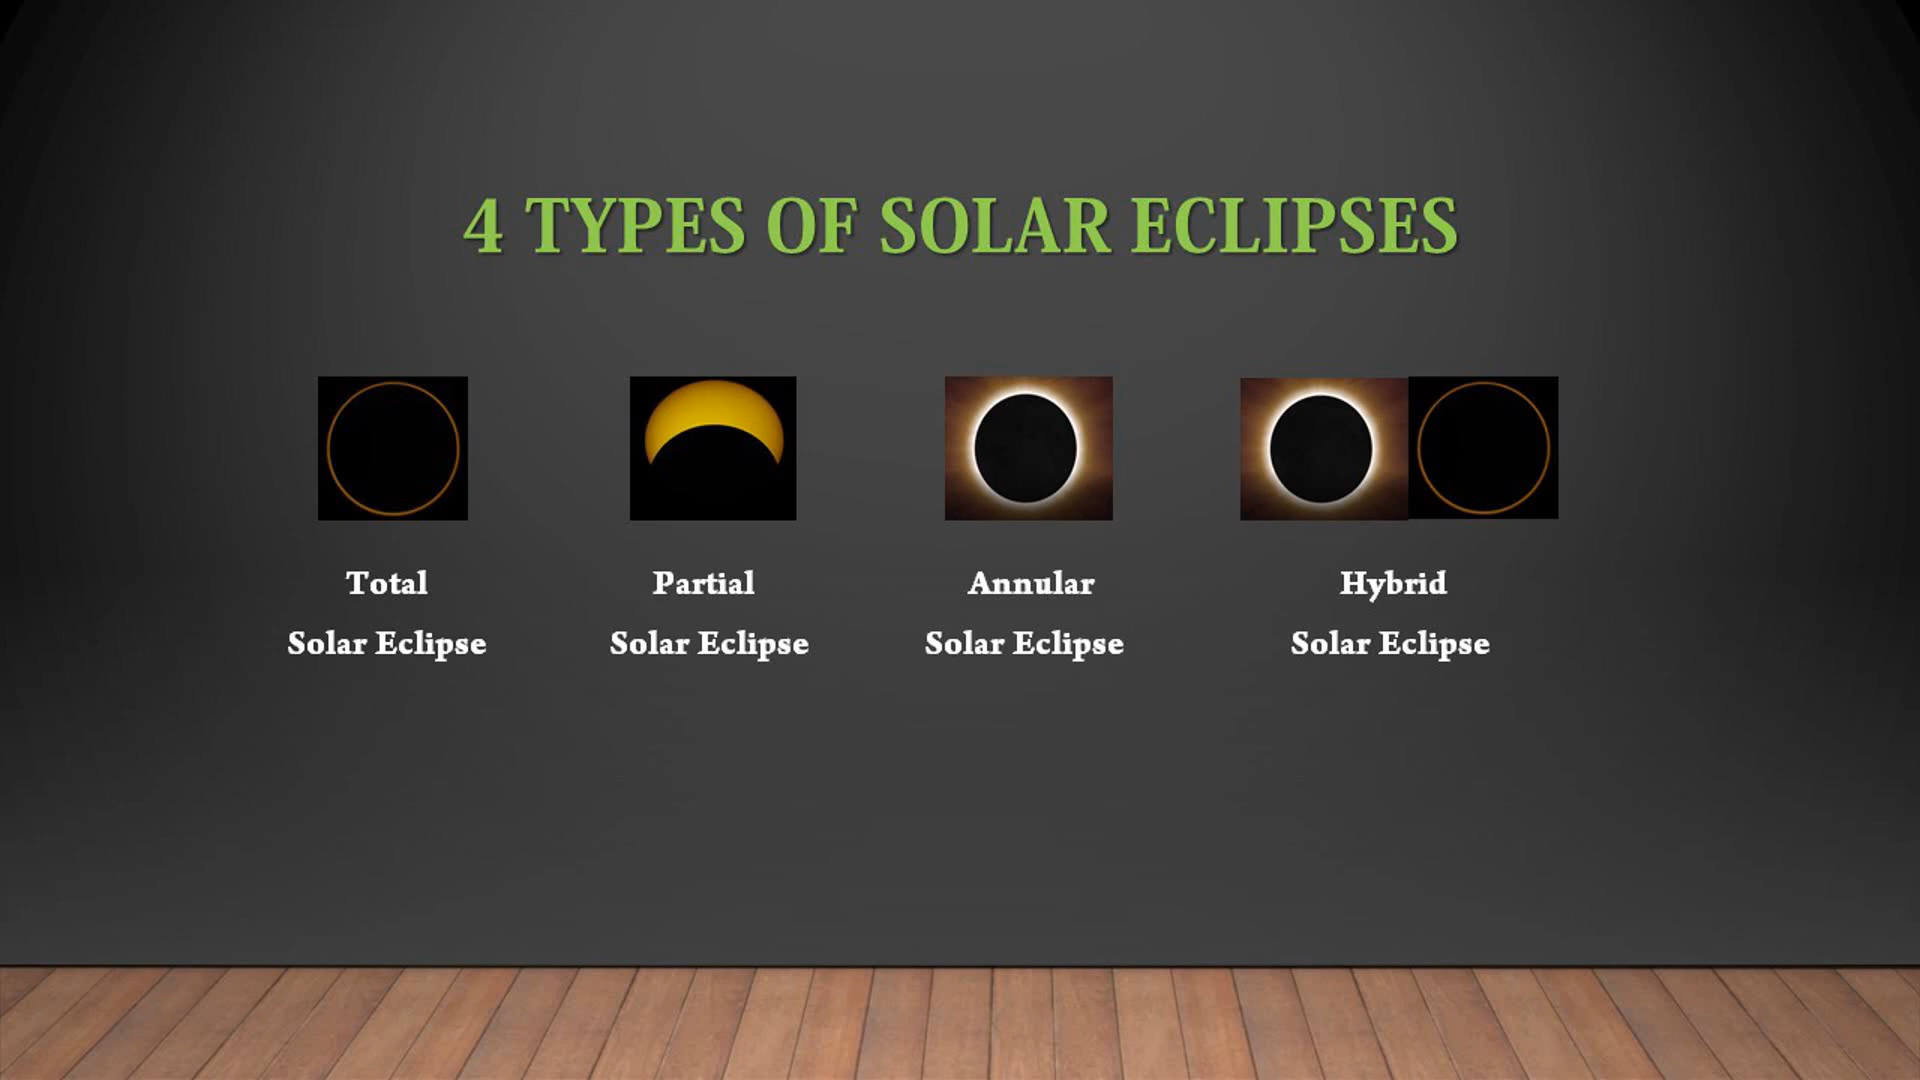 4 TYPES OF SOLAR ECLIPSES
Total
Solar Eclipse
Partial
Solar Eclipse
Annular
Solar Eclipse
Hybrid
Solar Eclipse